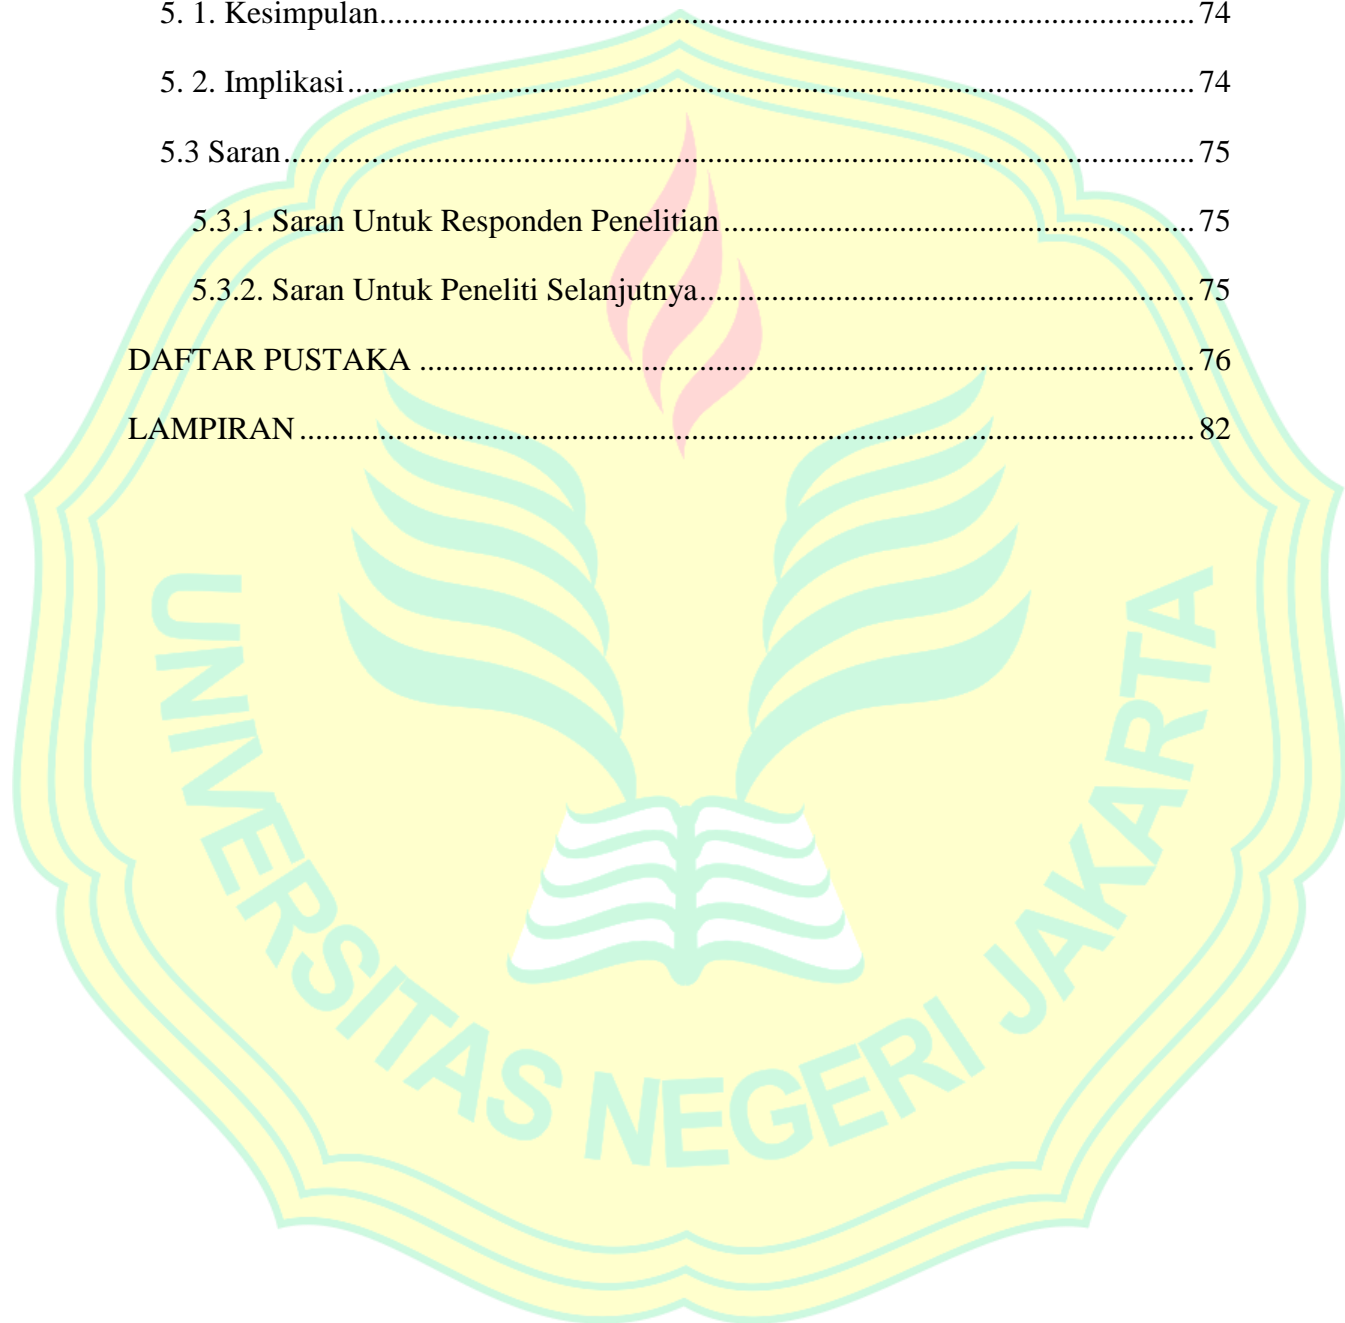 5. 1. Kesimpulan....................................................................................................... 74
5. 2. Implikasi........................................................................................................... 74
5.3 Saran................................................................................................................... 75
5.3.1. Saran Untuk Responden Penelitian........................................................... 75
5.3.2. Saran Untuk Peneliti Selanjutnya.............................................................. 75
DAFTAR PUSTAKA .................................................................................................. 76
LAMPIRAN................................................................................................................. 82
UNIVERSITAS NEGERI JAKARTA